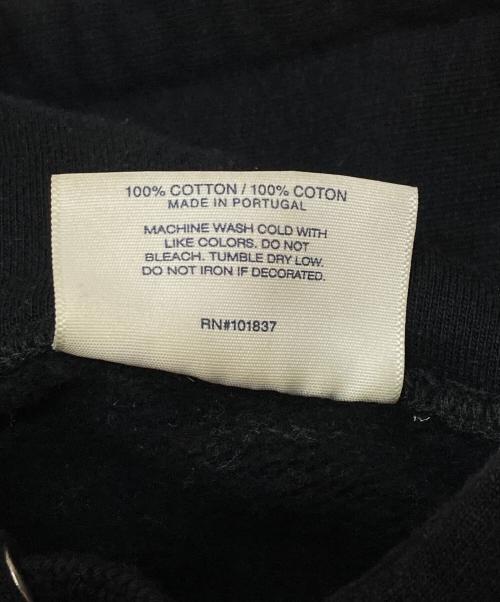 100% COTTON / 100% COTON
MADE IN PORTUGAL
MACHINE WASH COLD WITH
LIKE COLORS. DO NOT
BLEACH. TUMBLE DRY LOW.
DO NOT IRON IF DECORATED.
RN#101837